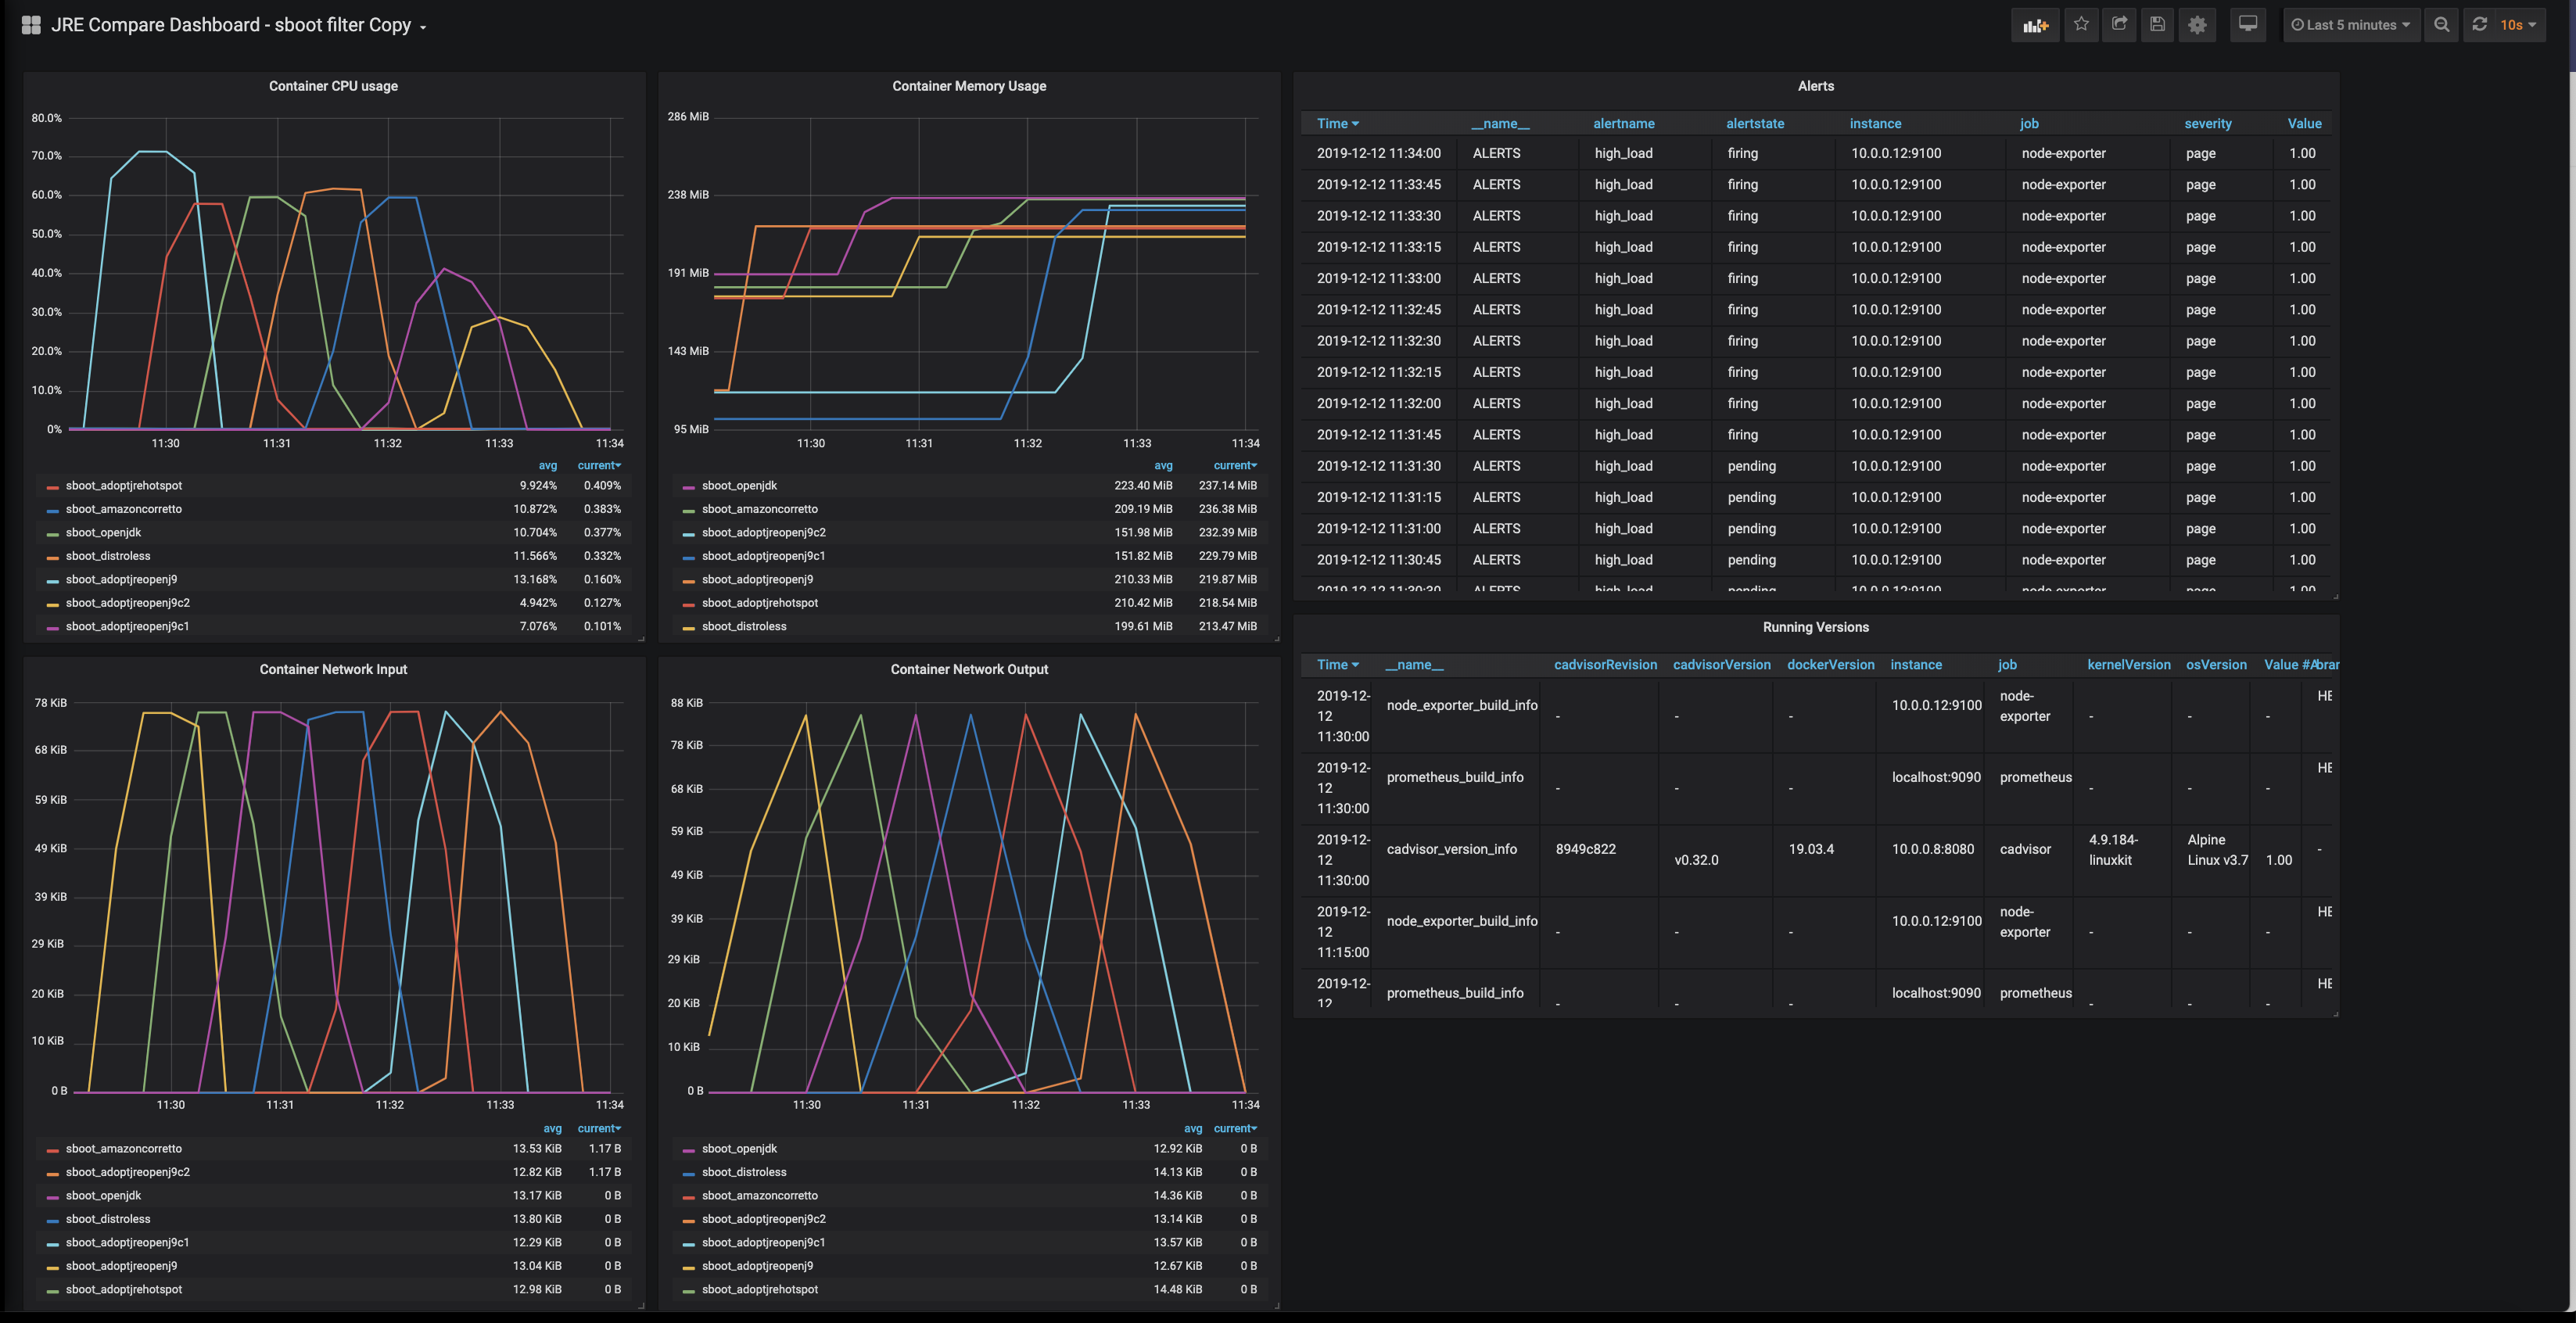 JRE Compare Dashboard - sboot filter Copy
Last 5 minutes
10s
Container CPU usage
80.0%
70.0%
60.0%
50.0%
40.0%
30.0%
20.0%
10.0%
0%
11:30 11:31 11:32 11:33 11:34
avg current
sboot_adoptjrehotspot 9.924% 0.409%
sboot_amazoncorretto 10.872% 0.383%
sboot_openjdk 10.704% 0.377%
sboot_distroless 11.566% 0.332%
sboot_adoptjreopenj9 13.168% 0.160%
sboot_adoptjreopenj9c2 4.942% 0.127%
sboot_adoptjreopenj9c1 7.076% 0.101%
Container Memory Usage
286 MiB
238 MiB
191 MiB
143 MiB
95 MiB
11:30 11:31 11:32 11:33 11:34
avg current
sboot_openjdk 223.40 MiB 237.14 MiB
sboot_amazoncorretto 209.19 MiB 236.38 MiB
sboot_adoptjreopenj9c2 151.98 MiB 232.39 MiB
sboot_adoptjreopenj9c1 151.82 MiB 229.79 MiB
sboot_adoptjreopenj9 210.33 MiB 219.87 MiB
sboot_adoptjrehotspot 210.42 MiB 218.54 MiB
sboot_distroless 199.61 MiB 213.47 MiB
Alerts
Time __name__ alertname alertstate instance job severity Value
2019-12-12 11:34:00 ALERTS high_load firing 10.0.0.12:9100 node-exporter page 1.00
2019-12-12 11:33:45 ALERTS high_load firing 10.0.0.12:9100 node-exporter page 1.00
2019-12-12 11:33:30 ALERTS high_load firing 10.0.0.12:9100 node-exporter page 1.00
2019-12-12 11:33:15 ALERTS high_load firing 10.0.0.12:9100 node-exporter page 1.00
2019-12-12 11:33:00 ALERTS high_load firing 10.0.0.12:9100 node-exporter page 1.00
2019-12-12 11:32:45 ALERTS high_load firing 10.0.0.12:9100 node-exporter page 1.00
2019-12-12 11:32:30 ALERTS high_load firing 10.0.0.12:9100 node-exporter page 1.00
2019-12-12 11:32:15 ALERTS high_load firing 10.0.0.12:9100 node-exporter page 1.00
2019-12-12 11:32:00 ALERTS high_load firing 10.0.0.12:9100 node-exporter page 1.00
2019-12-12 11:31:45 ALERTS high_load firing 10.0.0.12:9100 node-exporter page 1.00
2019-12-12 11:31:30 ALERTS high_load pending 10.0.0.12:9100 node-exporter page 1.00
2019-12-12 11:31:15 ALERTS high_load pending 10.0.0.12:9100 node-exporter page 1.00
2019-12-12 11:31:00 ALERTS high_load pending 10.0.0.12:9100 node-exporter page 1.00
2019-12-12 11:30:45 ALERTS high_load pending 10.0.0.12:9100 node-exporter page 1.00
2019-12-12 11:30:30 ALERTS high_load pending 10.0.0.12:9100 node-exporter page 1.00
Running Versions
Time __name__ cadvisorRevision cadvisorVersion dockerVersion instance job kernelVersion osVersion Value #A brar
2019-12-
12
11:30:00 node_exporter_build_info - - - 10.0.0.12:9100 node-
exporter - - - HE
2019-12-
12
11:30:00 prometheus_build_info - - - localhost:9090 prometheus - - - HE
2019-12-
12
11:30:00 cadvisor_version_info 8949c822 v0.32.0 19.03.4 10.0.0.8:8080 cadvisor 4.9.184-
linuxkit Alpine
Linux v3.7 1.00 -
2019-12-
12
11:15:00 node_exporter_build_info - - - 10.0.0.12:9100 node-
exporter - - - HE
2019-12-
12 prometheus_build_info - - - localhost:9090 prometheus - - - HE
Container Network Input
78 KiB
68 KiB
59 KiB
49 KiB
39 KiB
29 KiB
20 KiB
10 KiB
0 B
11:30 11:31 11:32 11:33 11:34
avg current
sboot_amazoncorretto 13.53 KiB 1.17 B
sboot_adoptjreopenj9c2 12.82 KiB 1.17 B
sboot_openjdk 13.17 KiB 0 B
sboot_distroless 13.80 KiB 0 B
sboot_adoptjreopenj9c1 12.29 KiB 0 B
sboot_adoptjreopenj9 13.04 KiB 0 B
sboot_adoptjrehotspot 12.98 KiB 0 B
Container Network Output
88 KiB
78 KiB
68 KiB
59 KiB
49 KiB
39 KiB
29 KiB
20 KiB
10 KiB
0 B
11:30 11:31 11:32 11:33 11:34
avg current
sboot_openjdk 12.92 KiB 0 B
sboot_distroless 14.13 KiB 0 B
sboot_amazoncorretto 14.36 KiB 0 B
sboot_adoptjreopenj9c2 13.14 KiB 0 B
sboot_adoptjreopenj9c1 13.57 KiB 0 B
sboot_adoptjreopenj9 12.67 KiB 0 B
sboot_adoptjrehotspot 14.48 KiB 0 B